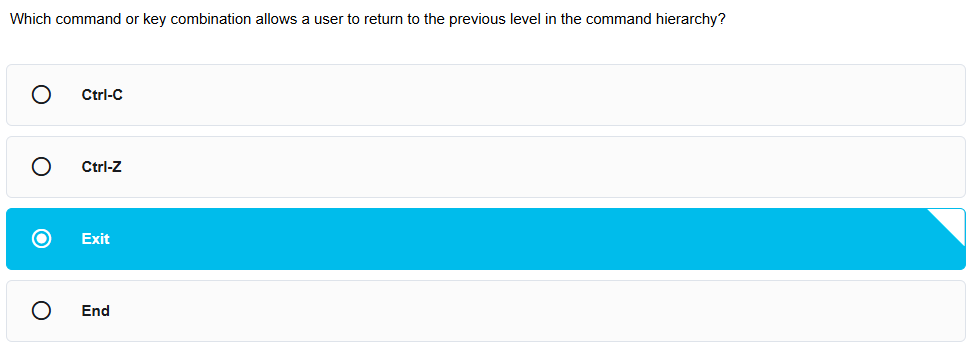 Which command or key combination allows a user to return to the previous level in the command hierarchy?
Ctrl-C
Ctrl-Z
Exit
End